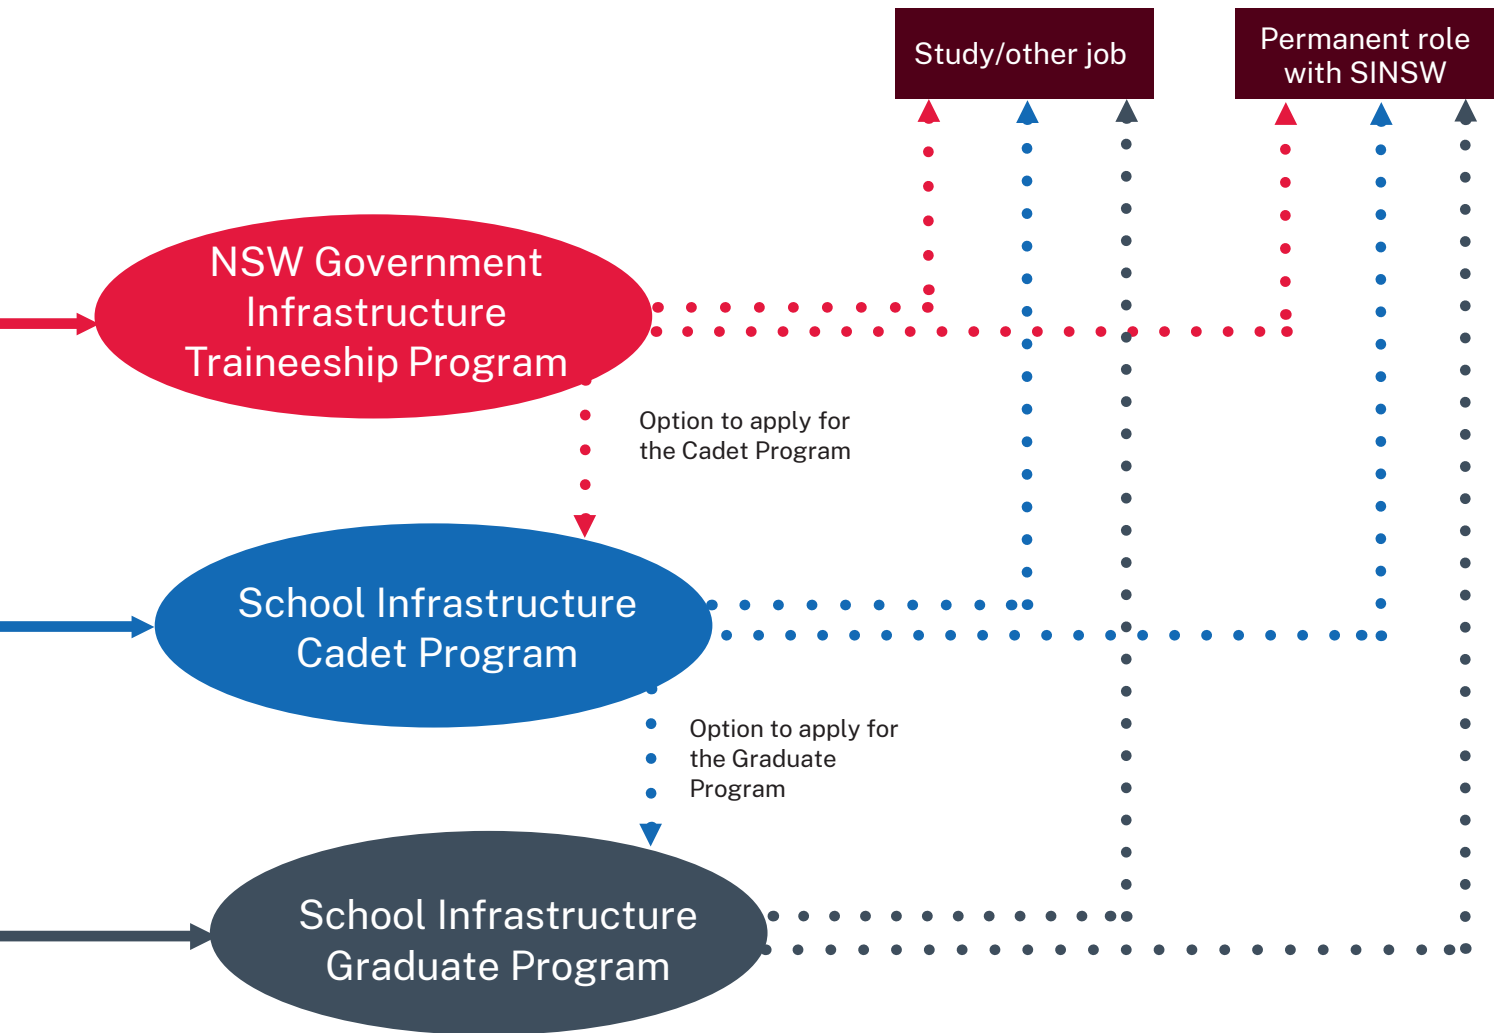 Study/other job
Permanent role
with SINSW
NSW Government
Infrastructure
Traineeship Program
Option to apply for
the Cadet Program
School Infrastructure
Cadet Program
Option to apply for
the Graduate
Program
School Infrastructure
Graduate Program